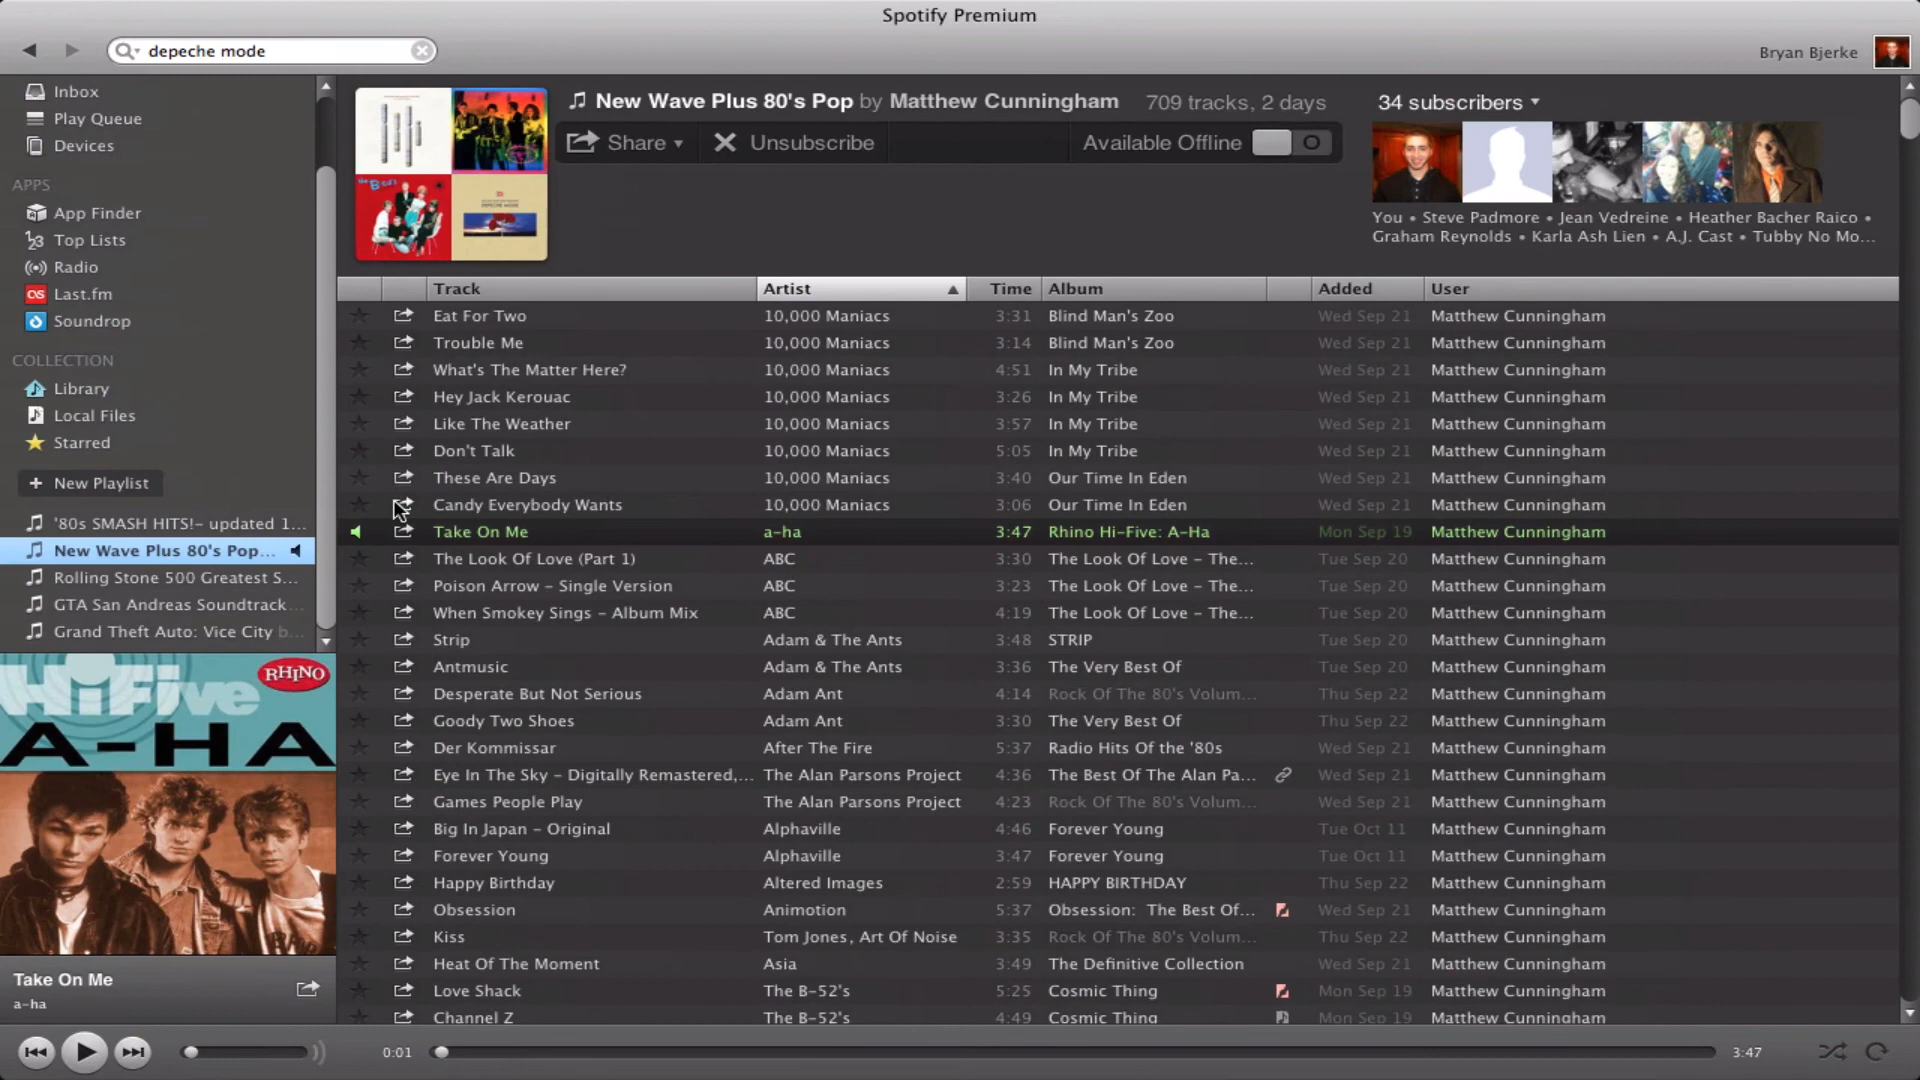 Spotify Premium
depeche mode
Bryan Bjerke
Inbox
Play Queue
Devices
APPS
App Finder
Top Lists
Radio
Last.fm
Soundrop
COLLECTION
Library
Local Files
Starred
+ New Playlist
'80s SMASH HITS!– updated 1...
New Wave Plus 80's Pop...
Rolling Stone 500 Greatest S...
GTA San Andreas Soundtrack
Grand Theft Auto: Vice City b...
HiFive
RHINO
A-HA
Take On Me
a-ha
New Wave Plus 80's Pop by Matthew Cunningham 709 tracks, 2 days
Share Unsubscribe Available Offline
34 subscribers
You • Steve Padmore • Jean Vedreine • Heather Bacher Raico •
Graham Reynolds • Karla Ash Lien • A.J. Cast • Tubby No Mo...
Track Artist Time Album Added User
Eat For Two 10,000 Maniacs 3:31 Blind Man's Zoo Wed Sep 21 Matthew Cunningham
Trouble Me 10,000 Maniacs 3:14 Blind Man's Zoo Wed Sep 21 Matthew Cunningham
What's The Matter Here? 10,000 Maniacs 4:51 In My Tribe Wed Sep 21 Matthew Cunningham
Hey Jack Kerouac 10,000 Maniacs 3:26 In My Tribe Wed Sep 21 Matthew Cunningham
Like The Weather 10,000 Maniacs 3:57 In My Tribe Wed Sep 21 Matthew Cunningham
Don't Talk 10,000 Maniacs 5:05 In My Tribe Wed Sep 21 Matthew Cunningham
These Are Days 10,000 Maniacs 3:40 Our Time In Eden Wed Sep 21 Matthew Cunningham
Candy Everybody Wants 10,000 Maniacs 3:06 Our Time In Eden Wed Sep 21 Matthew Cunningham
Take On Me a-ha 3:47 Rhino Hi-Five: A-Ha Mon Sep 19 Matthew Cunningham
The Look Of Love (Part 1) ABC 3:30 The Look Of Love – The... Tue Sep 20 Matthew Cunningham
Poison Arrow – Single Version ABC 3:23 The Look Of Love – The... Tue Sep 20 Matthew Cunningham
When Smokey Sings – Album Mix ABC 4:19 The Look Of Love – The... Tue Sep 20 Matthew Cunningham
Strip Adam & The Ants 3:48 STRIP Tue Sep 20 Matthew Cunningham
Antmusic Adam & The Ants 3:36 The Very Best Of Tue Sep 20 Matthew Cunningham
Desperate But Not Serious Adam Ant 4:14 Rock Of The 80's Volum... Thu Sep 22 Matthew Cunningham
Goody Two Shoes Adam Ant 3:30 The Very Best Of Thu Sep 22 Matthew Cunningham
Der Kommissar After The Fire 5:37 Radio Hits Of the '80s Wed Sep 21 Matthew Cunningham
Eye In The Sky – Digitally Remastered,... The Alan Parsons Project 4:36 The Best Of The Alan Pa... Wed Sep 21 Matthew Cunningham
Games People Play The Alan Parsons Project 4:23 Rock Of The 80's Volum... Wed Sep 21 Matthew Cunningham
Big In Japan – Original Alphaville 4:46 Forever Young Tue Oct 11 Matthew Cunningham
Forever Young Alphaville 3:47 Forever Young Tue Oct 11 Matthew Cunningham
Happy Birthday Altered Images 2:59 HAPPY BIRTHDAY Thu Sep 22 Matthew Cunningham
Obsession Animotion 5:37 Obsession: The Best Of... Wed Sep 21 Matthew Cunningham
Kiss Tom Jones, Art Of Noise 3:35 Rock Of The 80's Volum... Thu Sep 22 Matthew Cunningham
Heat Of The Moment Asia 3:49 The Definitive Collection Wed Sep 21 Matthew Cunningham
Love Shack The B-52's 5:25 Cosmic Thing Mon Sep 19 Matthew Cunningham
Channel Z The B-52's 4:49 Cosmic Thing Mon Sep 19 Matthew Cunningham
0:01 3:47